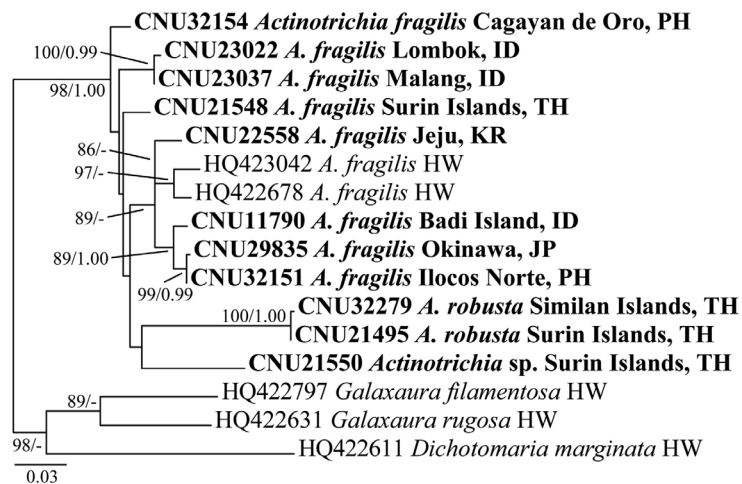 CNU32154 Actinotrichia fragilis Cagayan de Oro, PH
100/0.99
CNU23022 A. fragilis Lombok, ID
CNU23037 A. fragilis Malang, ID
98/1.00
CNU21548 A. fragilis Surin Islands, TH
CNU22558 A. fragilis Jeju, KR
86/-
HQ423042 A. fragilis HW
97/-
HQ422678 A. fragilis HW
89/-
CNU11790 A. fragilis Badi Island, ID
CNU29835 A. fragilis Okinawa, JP
89/1.00
CNU32151 A. fragilis Ilocos Norte, PH
99/0.99
CNU32279 A. robusta Similan Islands, TH
100/1.00
CNU21495 A. robusta Surin Islands, TH
CNU21550 Actinotrichia sp. Surin Islands, TH
HQ422797 Galaxaura filamentosa HW
89/-
HQ422631 Galaxaura rugosa HW
98/-
HQ422611 Dichotomaria marginata HW
0.03